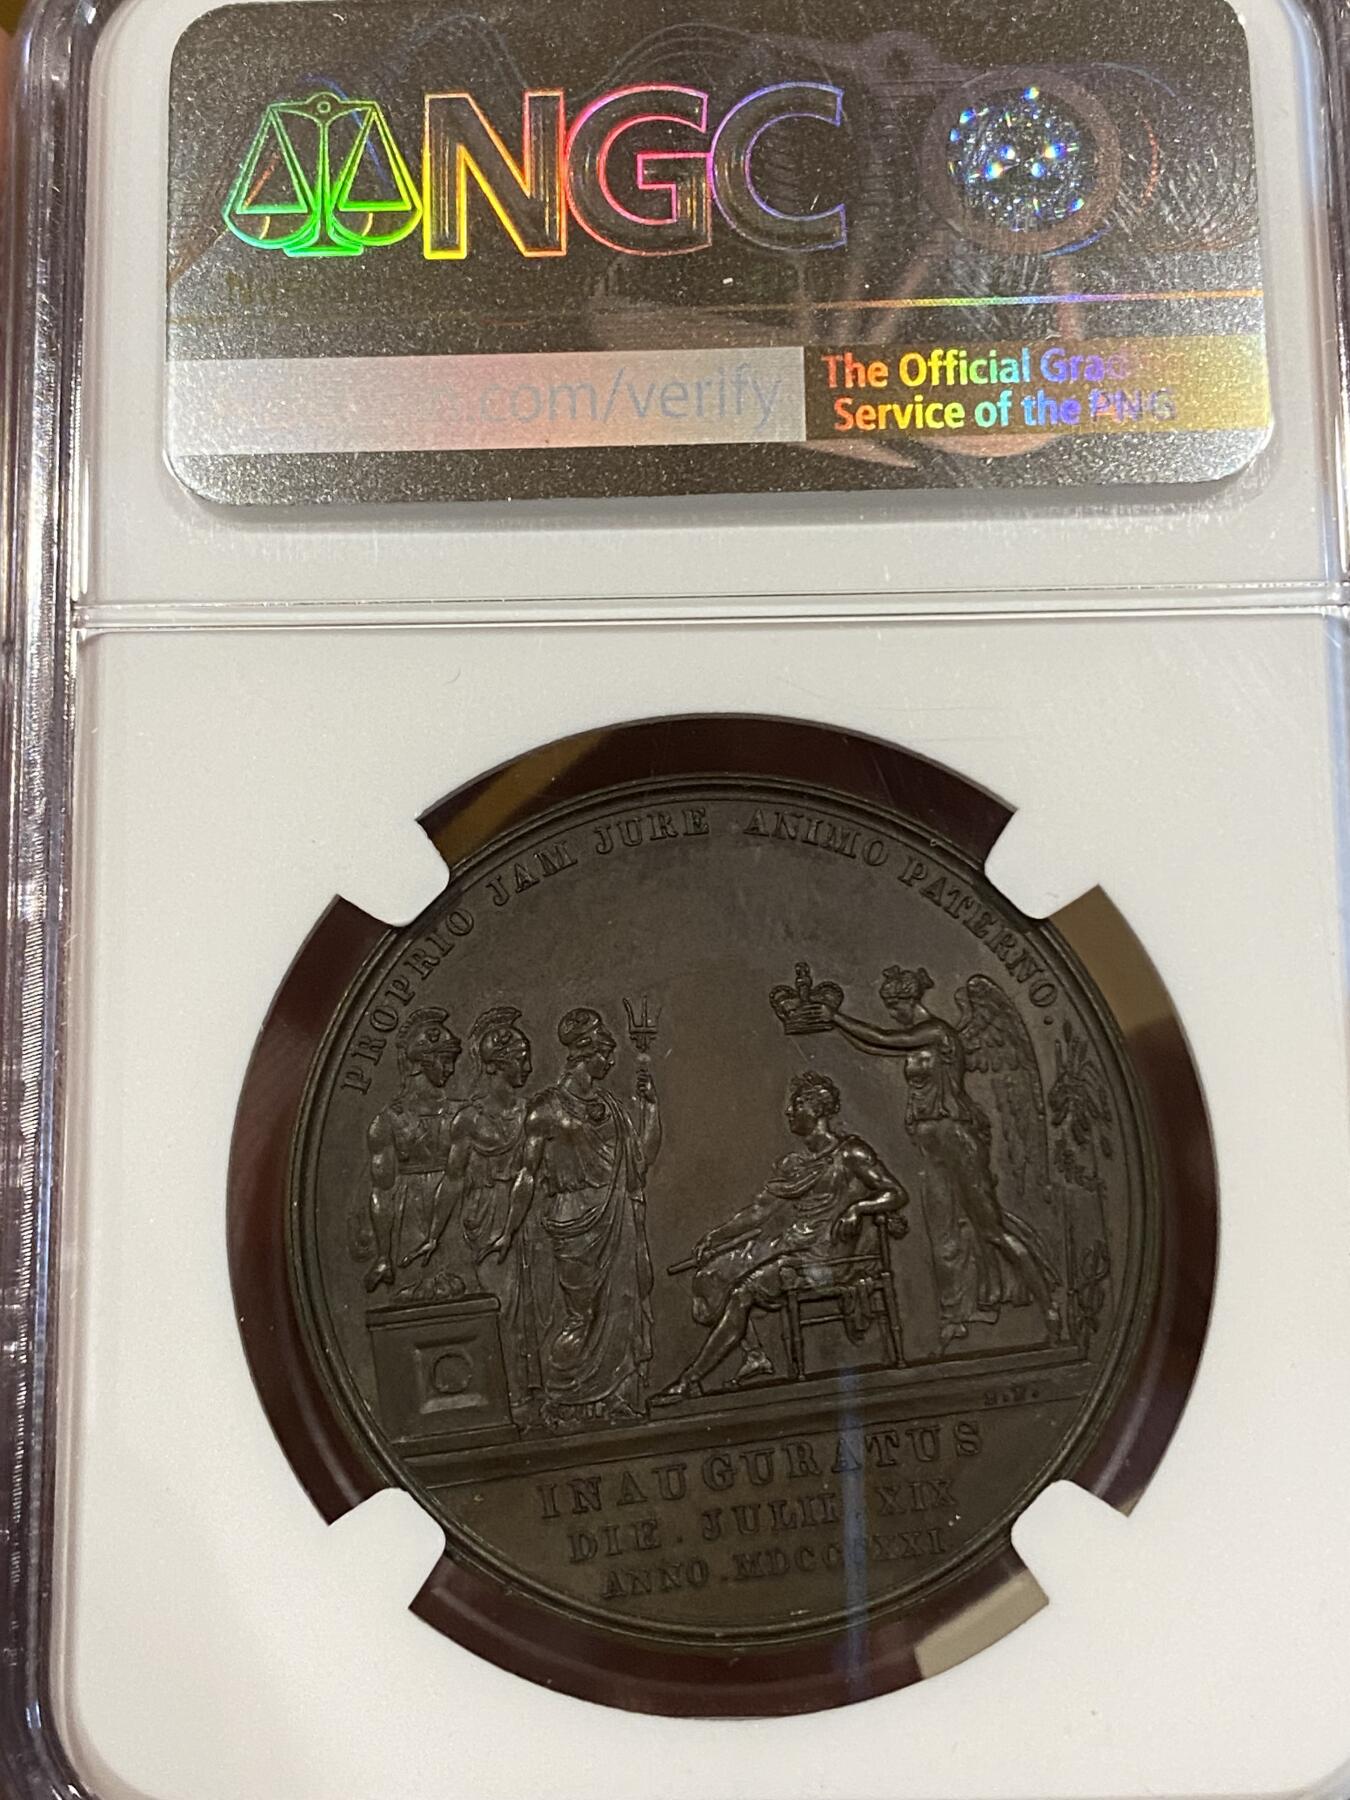 NGC
.com/verify
The Official
Service of the PNG
PROPRIO JAM JURE ANIMO PATERNO.
B.P.
INAUGURATUS
DIE . JULII . XIX
ANNO . MDCCCXXI